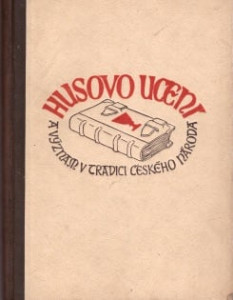 HUSOVO UČENÍ
A VÝZNAM V TRADICI ČESKÉHO NÁRODA